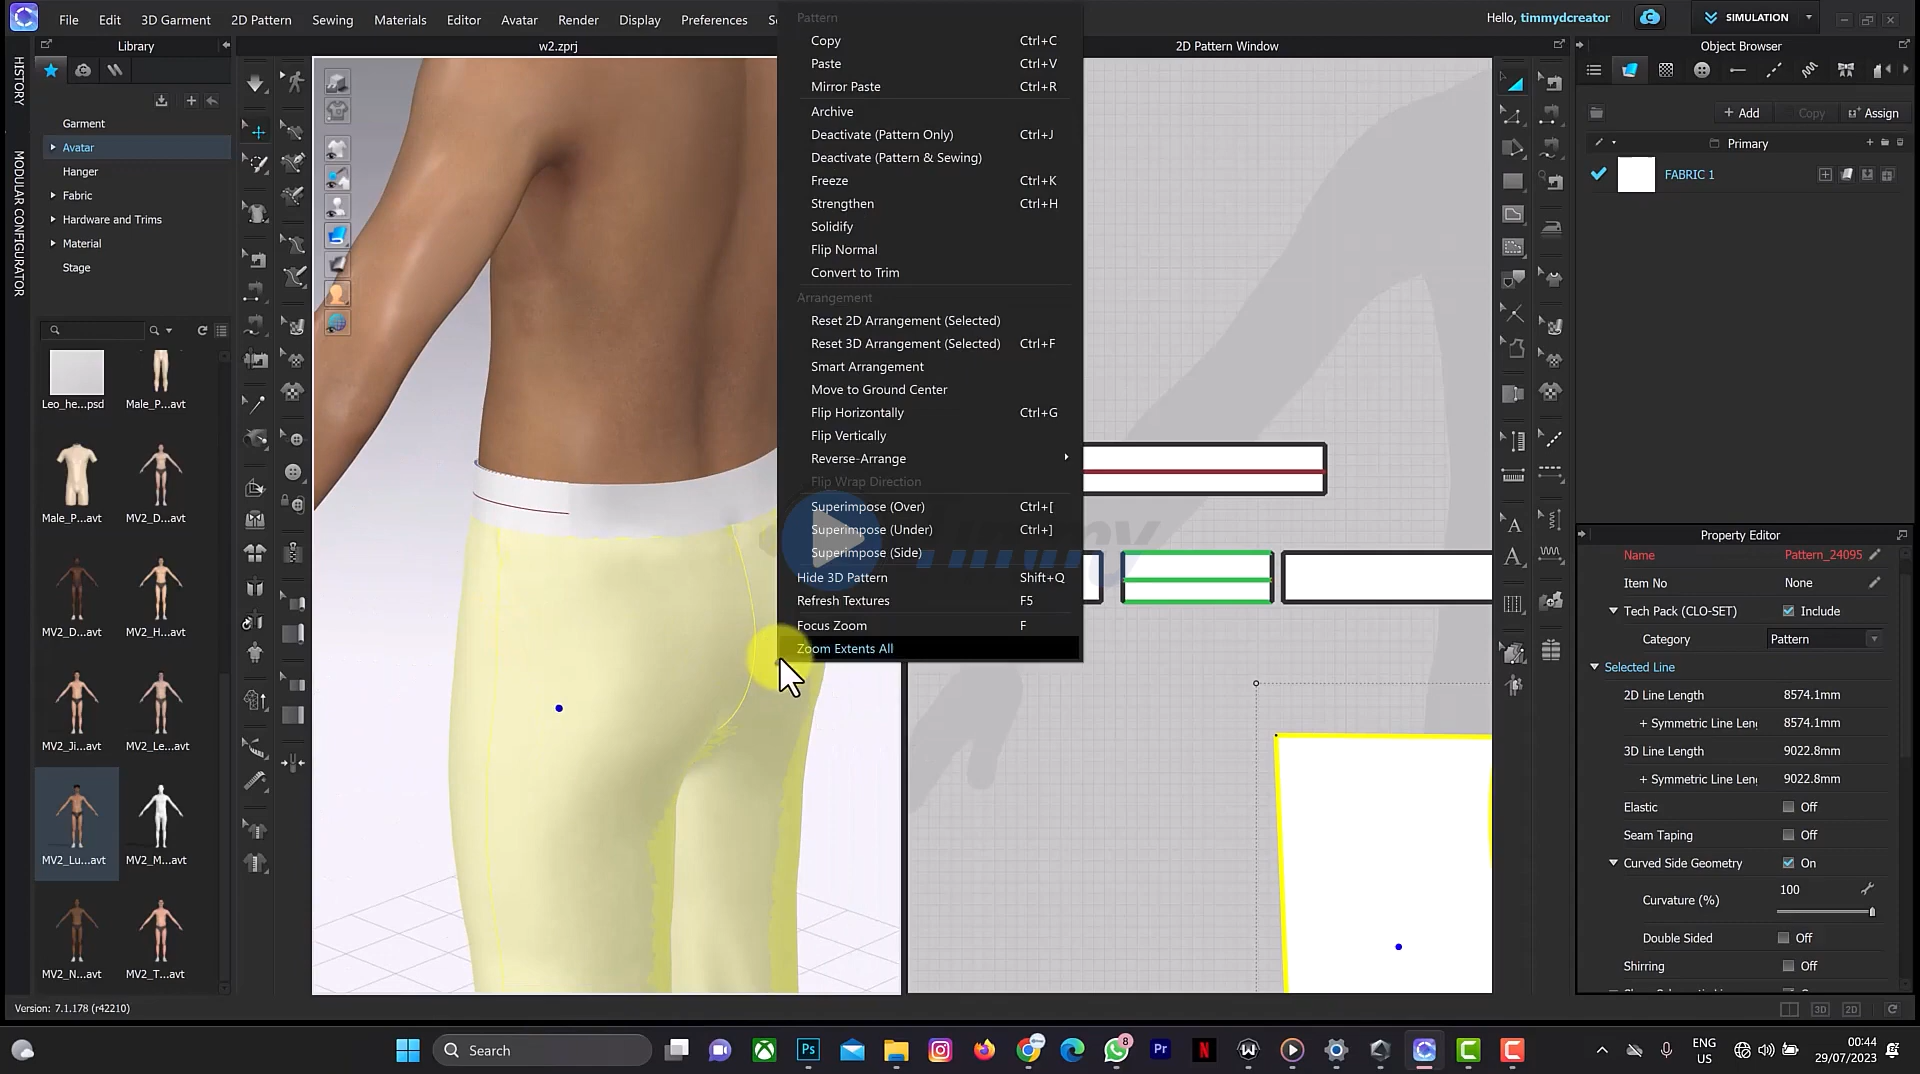 File
Edit
3D Garment
2D Pattern
Sewing
Materials
Editor
Avatar
Render
Display
Preferences
Hello, timmydcreator
SIMULATION
Library
w2.zprj
2D Pattern Window
Object Browser
HISTORY
MODULAR CONFIGURATOR
Garment
Avatar
Hanger
Fabric
Hardware and Trims
Material
Stage
Leo_he...psd
Male_P...avt
Male_P...avt
MV2_D...avt
MV2_D...avt
MV2_H...avt
MV2_Ji...avt
MV2_Le...avt
MV2_Lu...avt
MV2_M...avt
MV2_N...avt
MV2_T...avt
Version: 7.1.178 (r42210)
Pattern
Copy Ctrl+C
Paste Ctrl+V
Mirror Paste Ctrl+R
Archive
Deactivate (Pattern Only) Ctrl+J
Deactivate (Pattern & Sewing)
Freeze Ctrl+K
Strengthen Ctrl+H
Solidify
Flip Normal
Convert to Trim
Arrangement
Reset 2D Arrangement (Selected)
Reset 3D Arrangement (Selected) Ctrl+F
Smart Arrangement
Move to Ground Center
Flip Horizontally Ctrl+G
Flip Vertically
Reverse-Arrange
Flip Wrap Direction
Superimpose (Over) Ctrl+[
Superimpose (Under) Ctrl+]
Superimpose (Side)
Hide 3D Pattern Shift+Q
Refresh Textures F5
Focus Zoom F
Zoom Extents All
Timmy
+ Add
Copy
Assign
Primary
FABRIC 1
Property Editor
Name Pattern_24095
Item No None
Tech Pack (CLO-SET) Include
Category Pattern
Selected Line
2D Line Length 8574.1mm
+ Symmetric Line Leng 8574.1mm
3D Line Length 9022.8mm
+ Symmetric Line Leng 9022.8mm
Elastic Off
Seam Taping Off
Curved Side Geometry On
100
Curvature (%)
Double Sided Off
Shirring Off
3D
2D
Search
Ps
8
Pr
N
ENG
US
00:44
29/07/2023